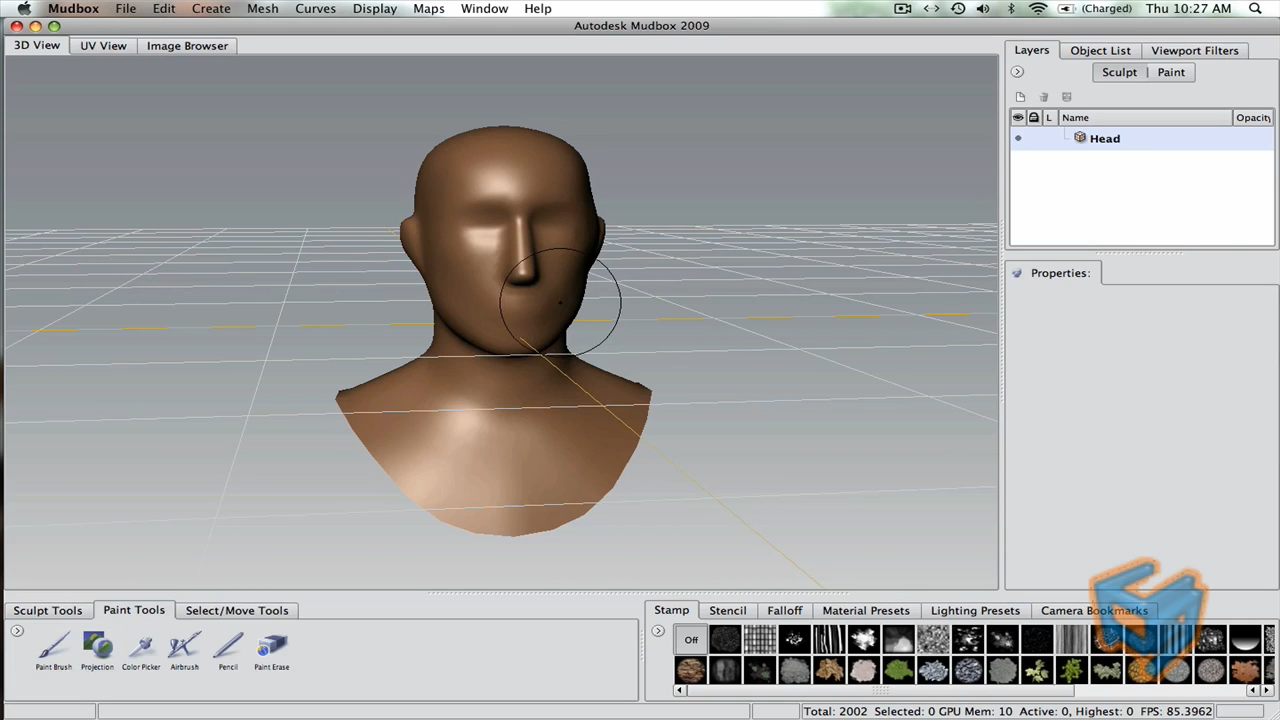 Mudbox File Edit Create Mesh Curves Display Maps Window Help (Charged) Thu 10:27 AM
Autodesk Mudbox 2009
3D View UV View Image Browser
Layers Object List Viewport Filters
Sculpt Paint
L Name Opacity
Head
Properties:
Sculpt Tools Paint Tools Select/Move Tools
Stamp Stencil Falloff Material Presets Lighting Presets Camera Bookmarks
Off
Paint Brush Projection Color Picker Airbrush Pencil Paint Erase
Total: 2002 Selected: 0 GPU Mem: 10 Active: 0, Highest: 0 FPS: 85.3962